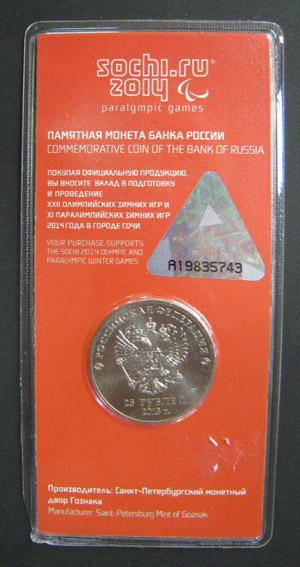 sochi.ru
2014
paralympic games
ПАМЯТНАЯ МОНЕТА БАНКА РОССИИ
COMMEMORATIVE COIN OF THE BANK OF RUSSIA
ПОКУПАЯ ОФИЦИАЛЬНУЮ ПРОДУКЦИЮ,
ВЫ ВНОСИТЕ ВКЛАД В ПОДГОТОВКУ
И ПРОВЕДЕНИЕ
XXII ОЛИМПИЙСКИХ ЗИМНИХ ИГР И
XI ПАРАЛИМПИЙСКИХ ЗИМНИХ ИГР
2014 ГОДА В ГОРОДЕ СОЧИ
YOUR PURCHASE SUPPORTS
THE SOCHI 2014 OLYMPIC AND
PARALYMPIC WINTER GAMES
A19835743
РОССИЙСКАЯ ФЕДЕРАЦИЯ
25 РУБЛЕЙ
2013 г.
Производитель: Санкт-Петербургский монетный
двор Гознака
Manufacturer: Saint-Petersburg Mint of Goznak